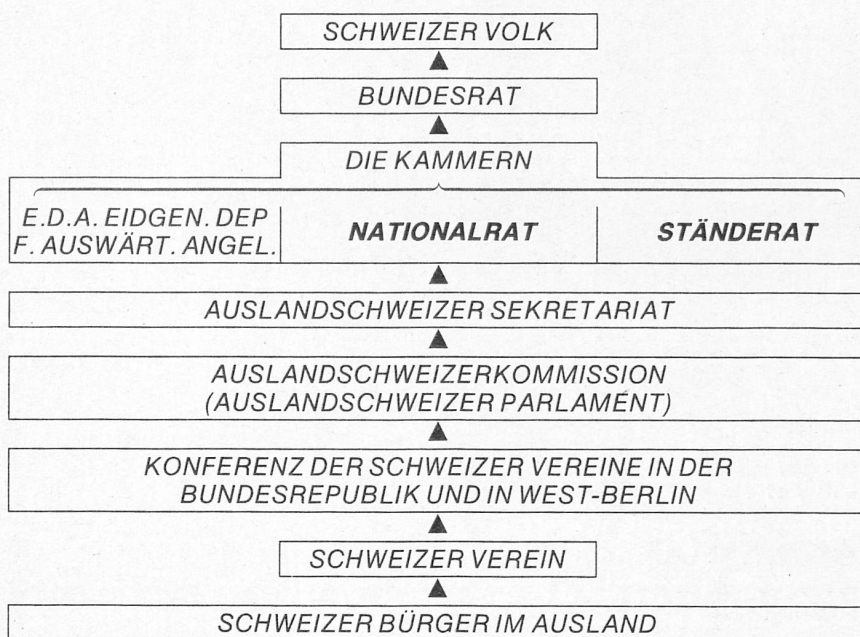 SCHWEIZER VOLK
BUNDESRAT
DIE KAMMERN
E.D.A. EIDGEN. DEP
F. AUSWÄRT. ANGEL.
NATIONALRAT
STÄNDERAT
AUSLANDSCHWEIZER SEKRETARIAT
AUSLANDSCHWEIZERKOMMISSION
(AUSLANDSCHWEIZER PARLAMENT)
KONFERENZ DER SCHWEIZER VEREINE IN DER
BUNDESREPUBLIK UND IN WEST-BERLIN
SCHWEIZER VEREIN
SCHWEIZER BÜRGER IM AUSLAND